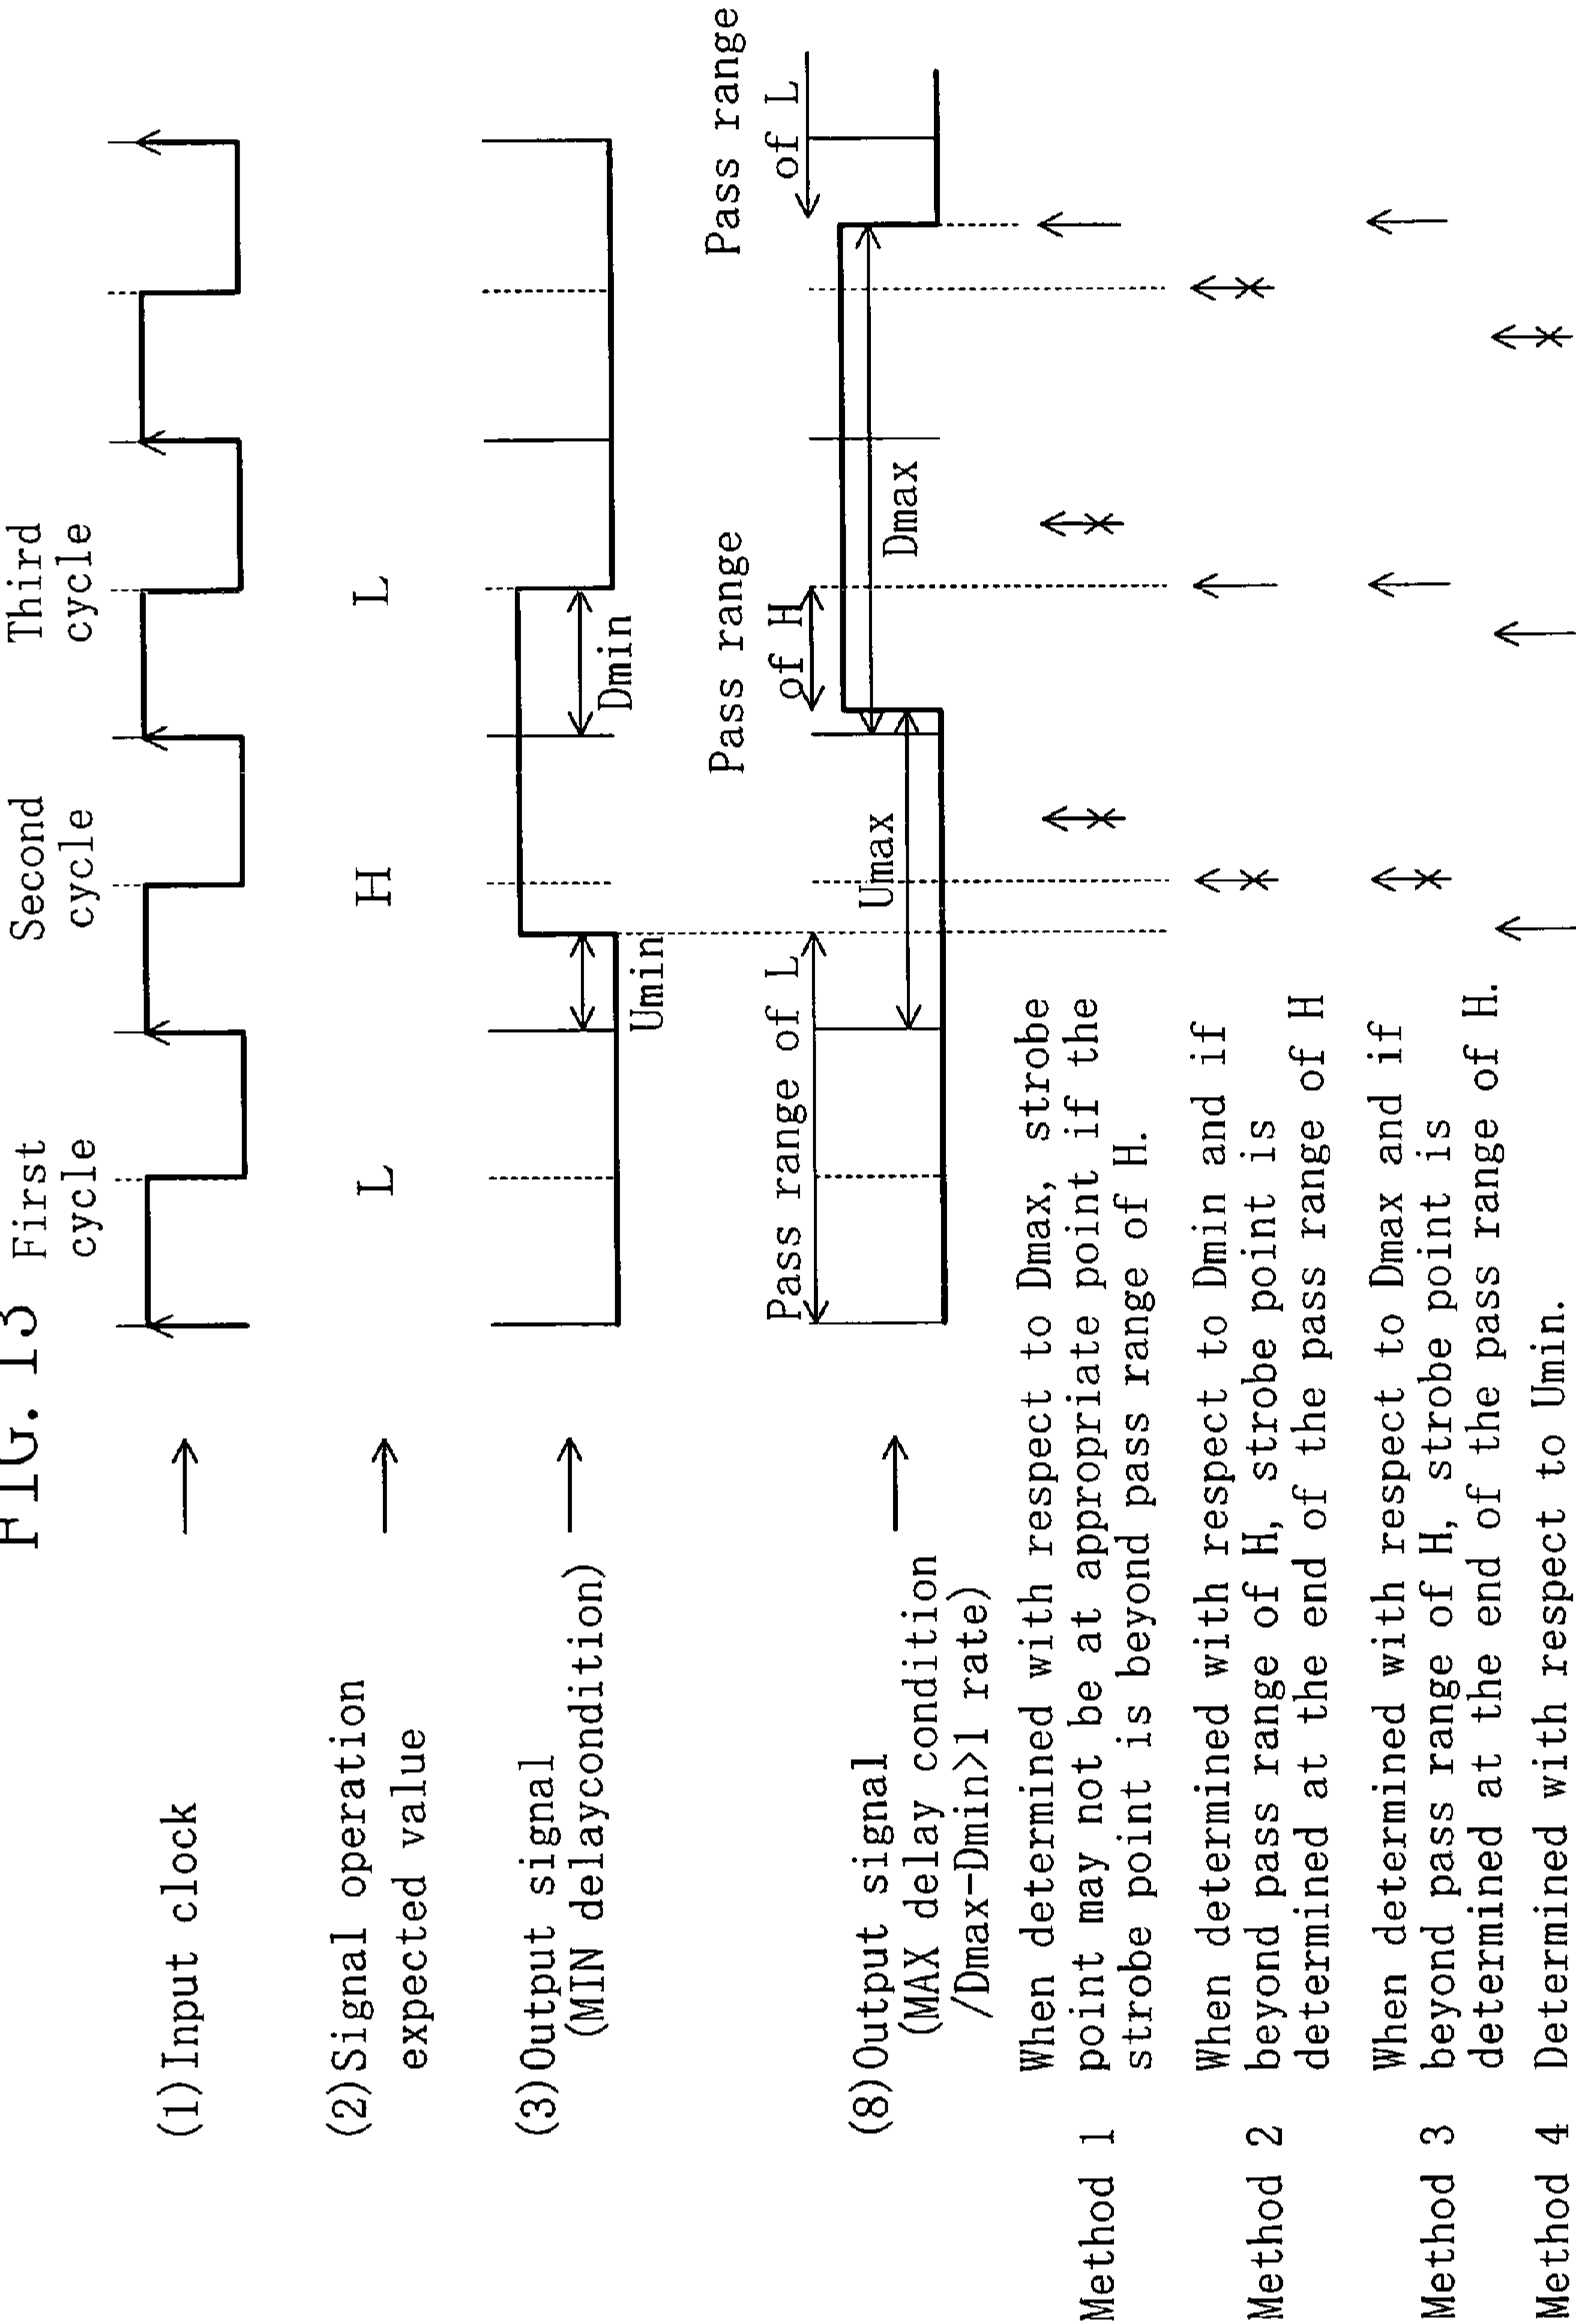 FIG. 13
First
cycle
Second
cycle
Third
cycle
(1)Input clock
(2)Signal operation
expected value
L
H
L
(3)Output signal
(MIN delaycondition)
Umin
Dmin
(8)Output signal
(MAX delay condition
/Dmax-Dmin>1 rate)
Pass range of L
Umax
Pass range
of H
Dmax
Pass range
of L
Method 1
When determined with respect to Dmax, strobe
point may not be at appropriate point if the
strobe point is beyond pass range of H.
Method 2
When determined with respect to Dmin and if
beyond pass range of H, strobe point is
determined at the end of the pass range of H
Method 3
When determined with respect to Dmax and if
beyond pass range of H, strobe point is
determined at the end of the pass range of H.
Method 4
Determined with respect to Umin.